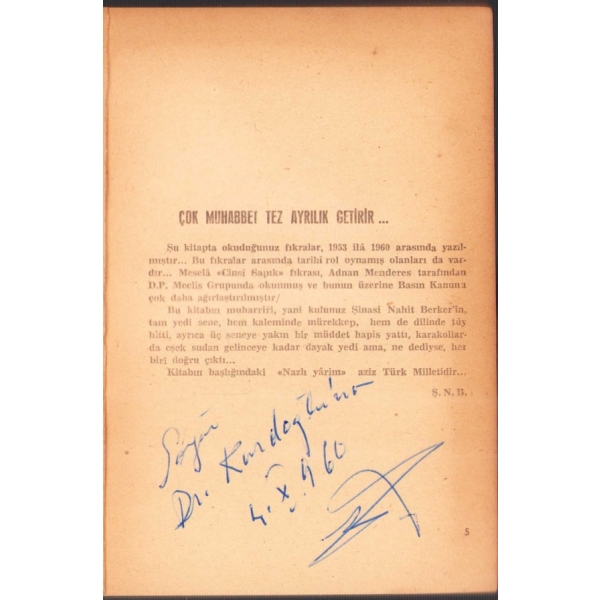 ÇOK MUHABBET TEZ AYRILIK GETİRİR ...
Şu kitapta okuduğunuz fıkralar, 1953 ilâ 1960 arasında yazıl-
mıştır... Bu fıkralar arasında tarihî rol oynamış olanları da var-
dır... Meselâ «Cinsî Sapık» fıkrası, Adnan Menderes tarafından
D.P. Meclis Grupunda okunmuş ve bunun üzerine Basın Kanunu
çok daha ağırlaştırılmıştır/
Bu kitabın muharriri, yani kulunuz Şinasi Nahit Berker'in,
tam yedi sene, hem kaleminde mürekkep, hem de dilinde tüy
bitti, ayrıca üç seneye yakın bir müddet hapis yattı, karakollar-
da eşek sudan gelinceye kadar dayak yedi ama, ne dediyse, her
biri doğru çıktı...
Kitabın başlığındaki «Nazlı yârim» aziz Türk Milletidir...
Ş. N. B.
Sayın
Dr. Kurdoğlu'na
4. X. 960
5